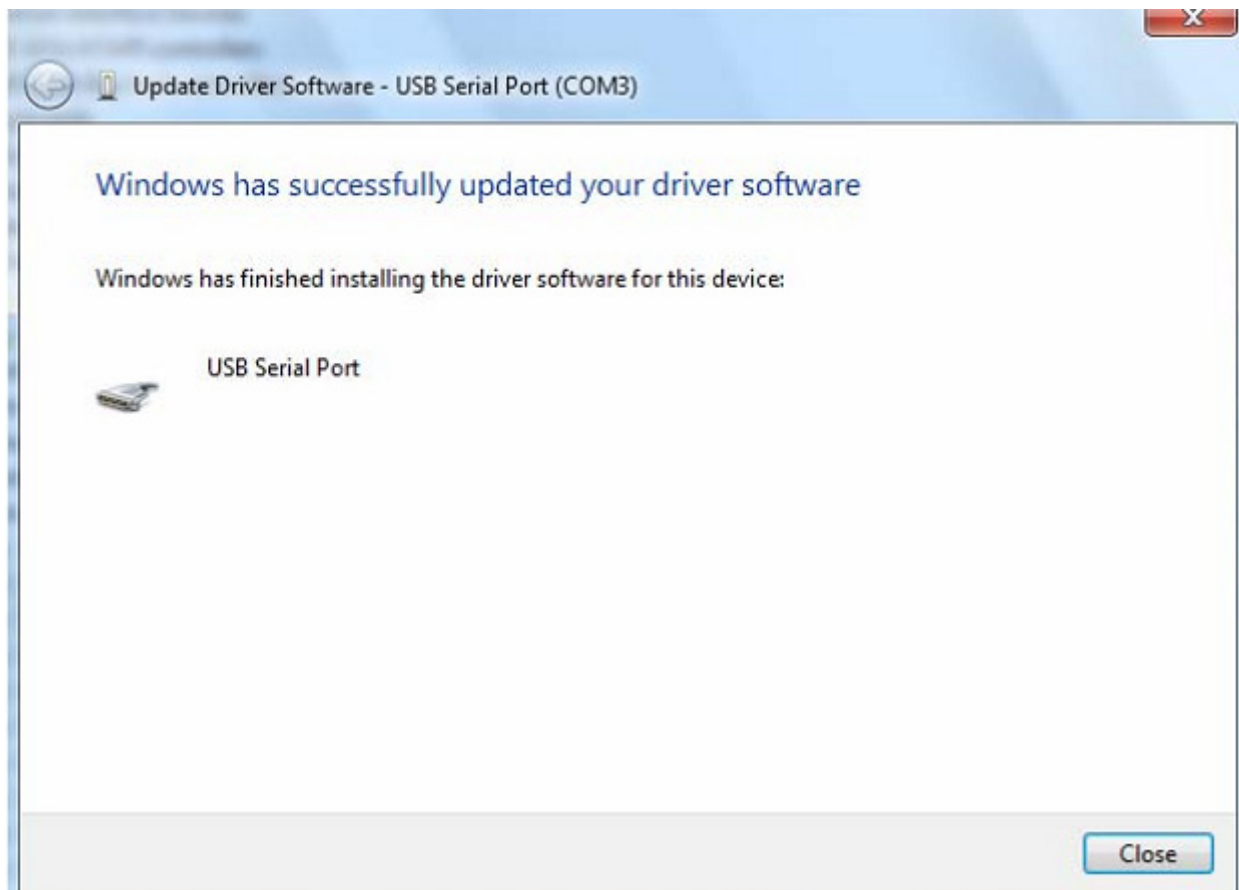 Update Driver Software - USB Serial Port (COM3)
Windows has successfully updated your driver software
Windows has finished installing the driver software for this device:
USB Serial Port
Close